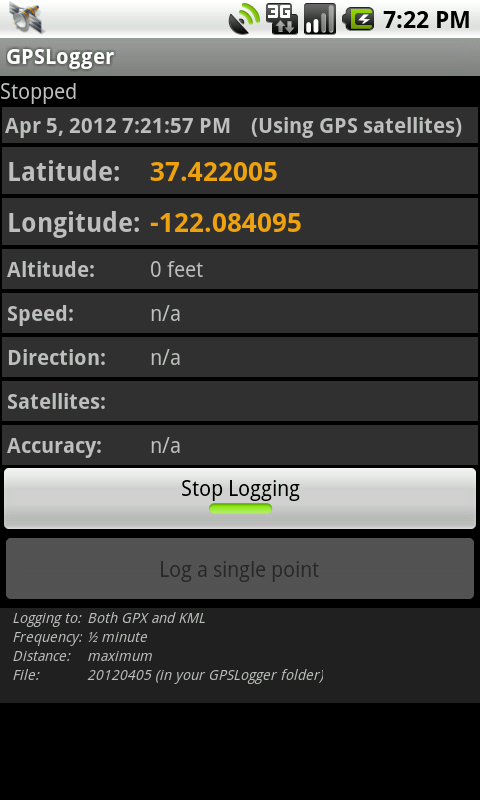 3G 7:22 PM
GPSLogger
Stopped
Apr 5, 2012 7:21:57 PM (Using GPS satellites)
Latitude: 37.422005
Longitude: -122.084095
Altitude: 0 feet
Speed: n/a
Direction: n/a
Satellites:
Accuracy: n/a
Stop Logging
Log a single point
Logging to: Both GPX and KML
Frequency: ½ minute
Distance: maximum
File: 20120405 (in your GPSLogger folder)